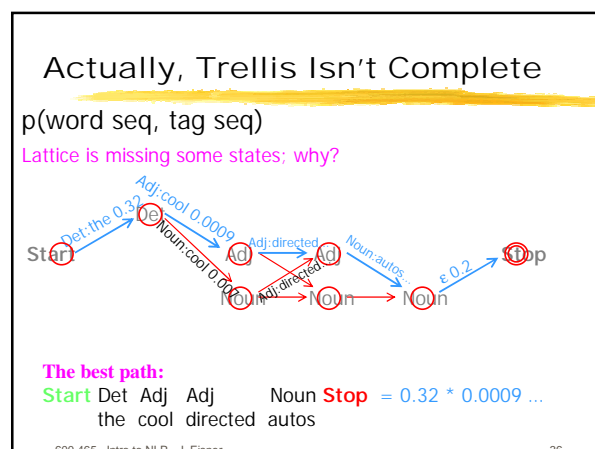 Actually, Trellis Isn't Complete
p(word seq, tag seq)
Lattice is missing some states; why?
Adj:cool 0.0009
Det:the 0.32
Det
Noun:cool 0.007
Adj:directed
Noun:autos...
Start
Adj
Adj
ε 0.2
Stop
Adj:directed...
Noun
Noun
Noun
The best path:
Start Det Adj Adj Noun Stop = 0.32 * 0.0009 ...
the cool directed autos